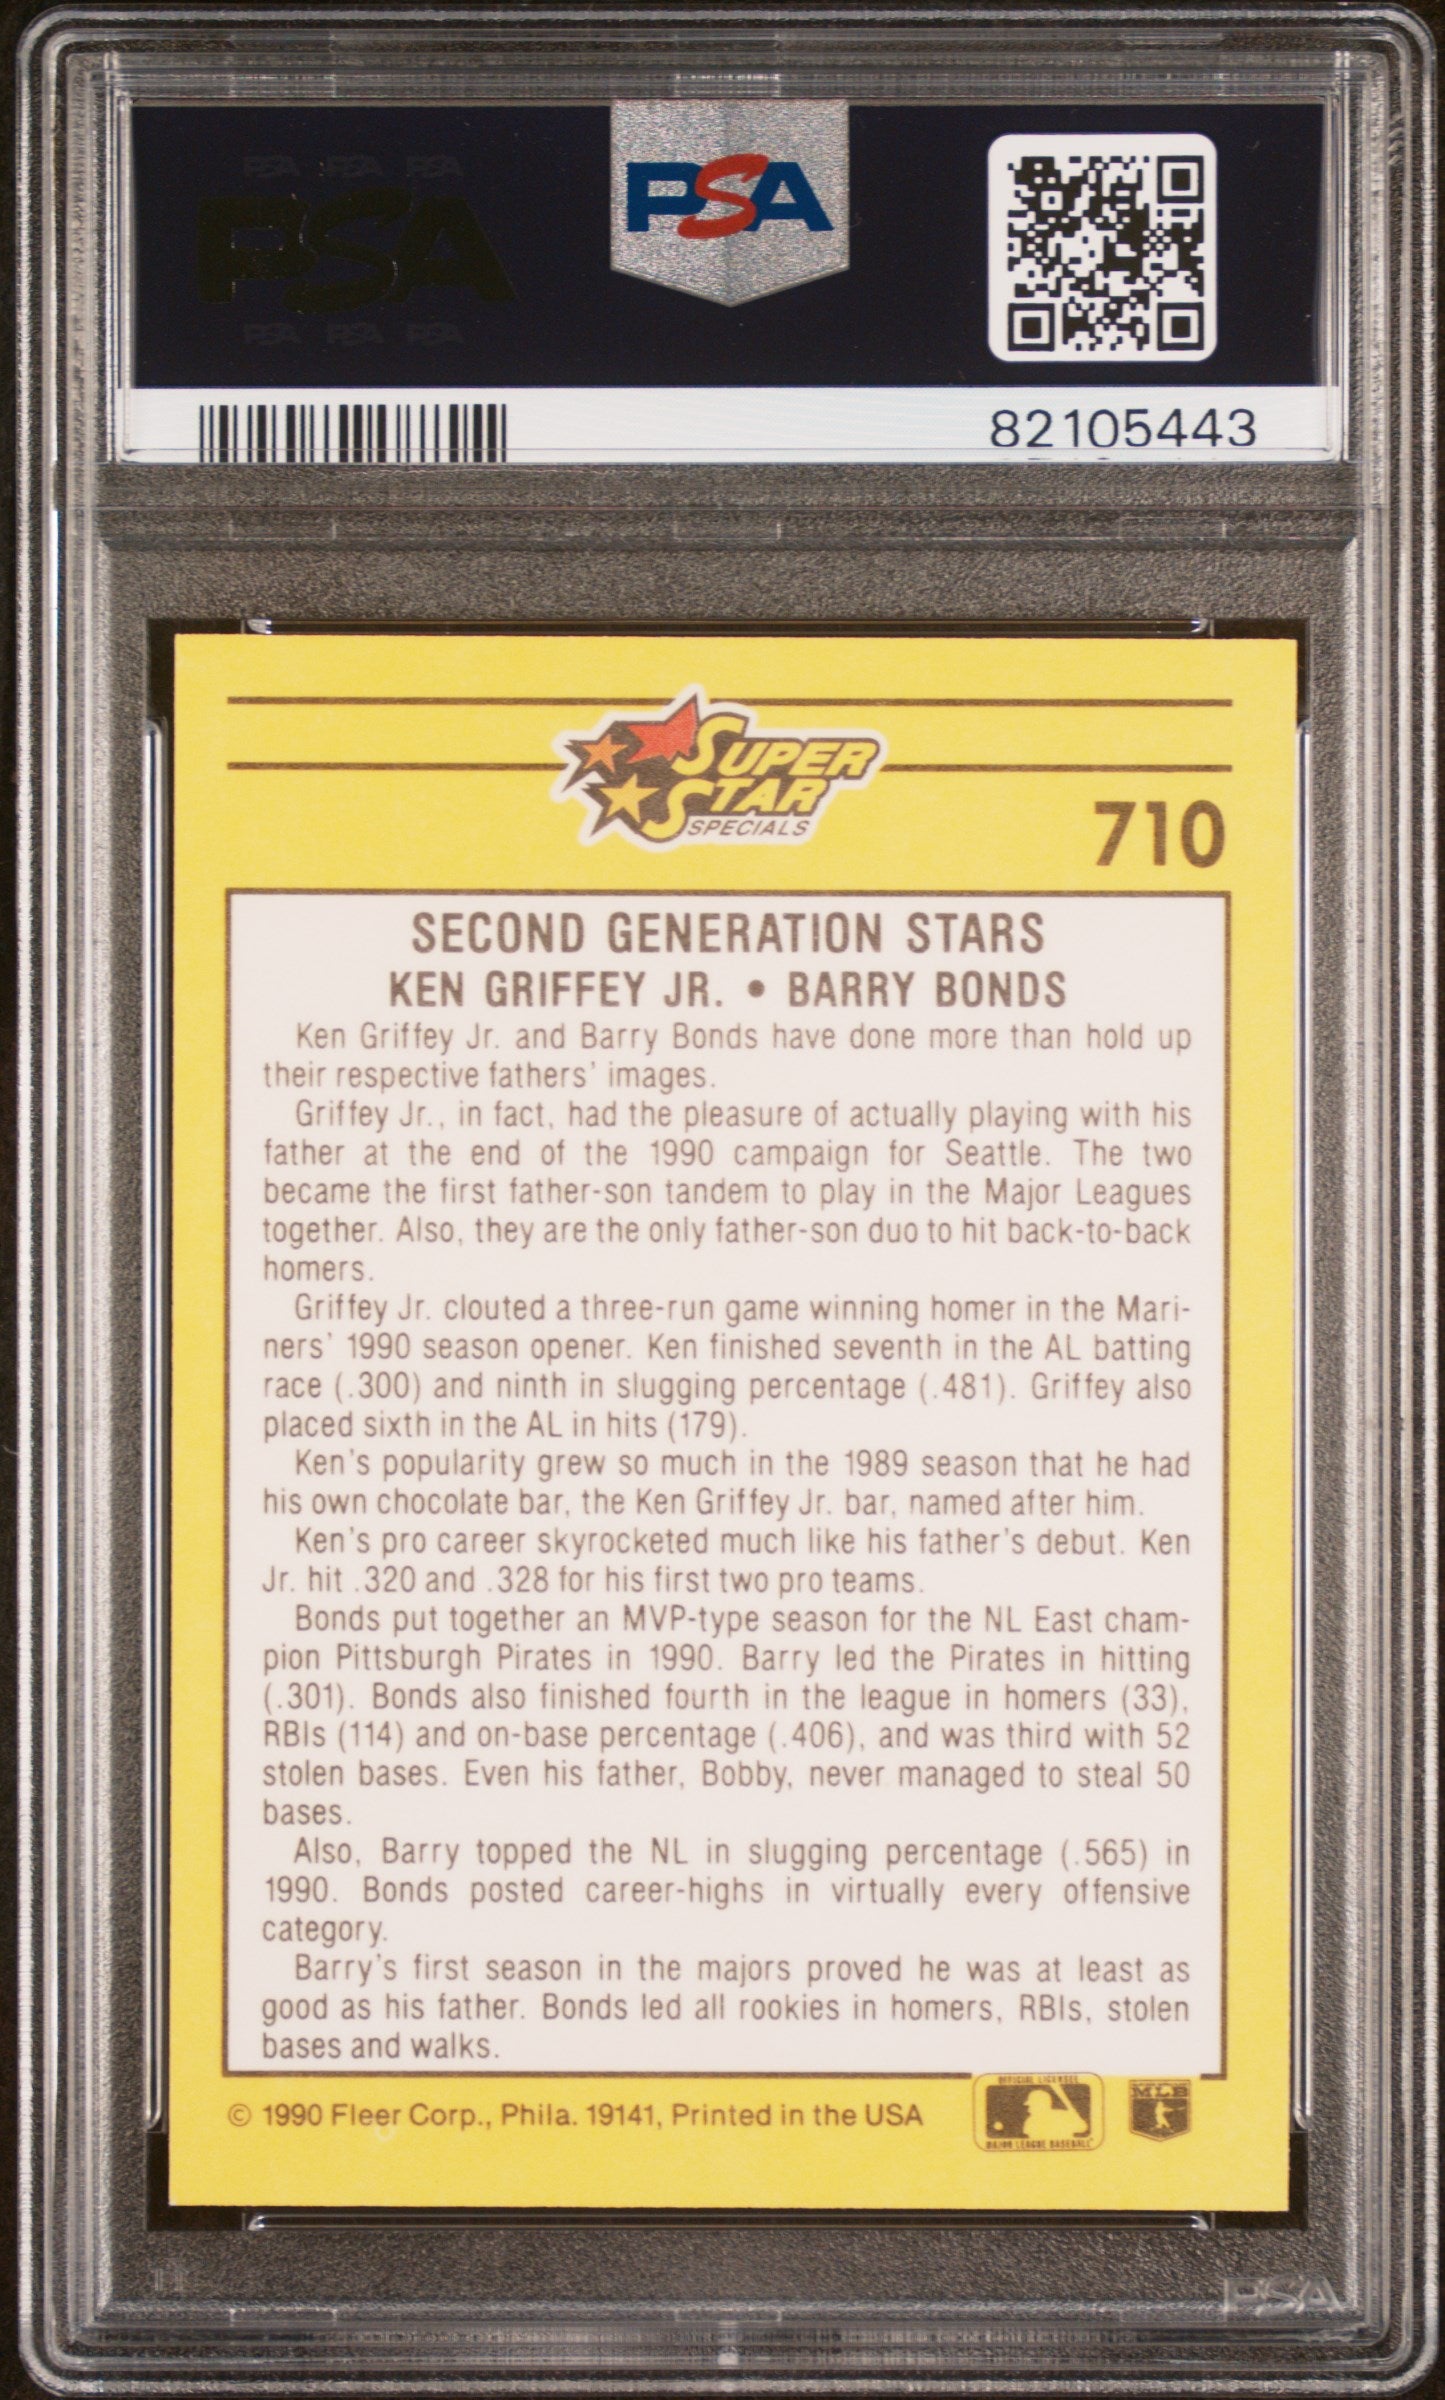 PSA PSA PSA
PSA
PSA PSA PSA
PSA
82105443
SUPER
STAR
SPECIALS
710
SECOND GENERATION STARS
KEN GRIFFEY JR. • BARRY BONDS
Ken Griffey Jr. and Barry Bonds have done more than hold up
their respective fathers' images.
Griffey Jr., in fact, had the pleasure of actually playing with his
father at the end of the 1990 campaign for Seattle. The two
became the first father-son tandem to play in the Major Leagues
together. Also, they are the only father-son duo to hit back-to-back
homers.
Griffey Jr. clouted a three-run game winning homer in the Mari-
ners' 1990 season opener. Ken finished seventh in the AL batting
race (.300) and ninth in slugging percentage (.481). Griffey also
placed sixth in the AL in hits (179).
Ken's popularity grew so much in the 1989 season that he had
his own chocolate bar, the Ken Griffey Jr. bar, named after him.
Ken's pro career skyrocketed much like his father's debut. Ken
Jr. hit .320 and .328 for his first two pro teams.
Bonds put together an MVP-type season for the NL East cham-
pion Pittsburgh Pirates in 1990. Barry led the Pirates in hitting
(.301). Bonds also finished fourth in the league in homers (33),
RBIs (114) and on-base percentage (.406), and was third with 52
stolen bases. Even his father, Bobby, never managed to steal 50
bases.
Also, Barry topped the NL in slugging percentage (.565) in
1990. Bonds posted career-highs in virtually every offensive
category.
Barry's first season in the majors proved he was at least as
good as his father. Bonds led all rookies in homers, RBIs, stolen
bases and walks.
© 1990 Fleer Corp., Phila. 19141, Printed in the USA
OFFICIAL LICENSEE
MAJOR LEAGUE BASEBALL
MLB
PSA